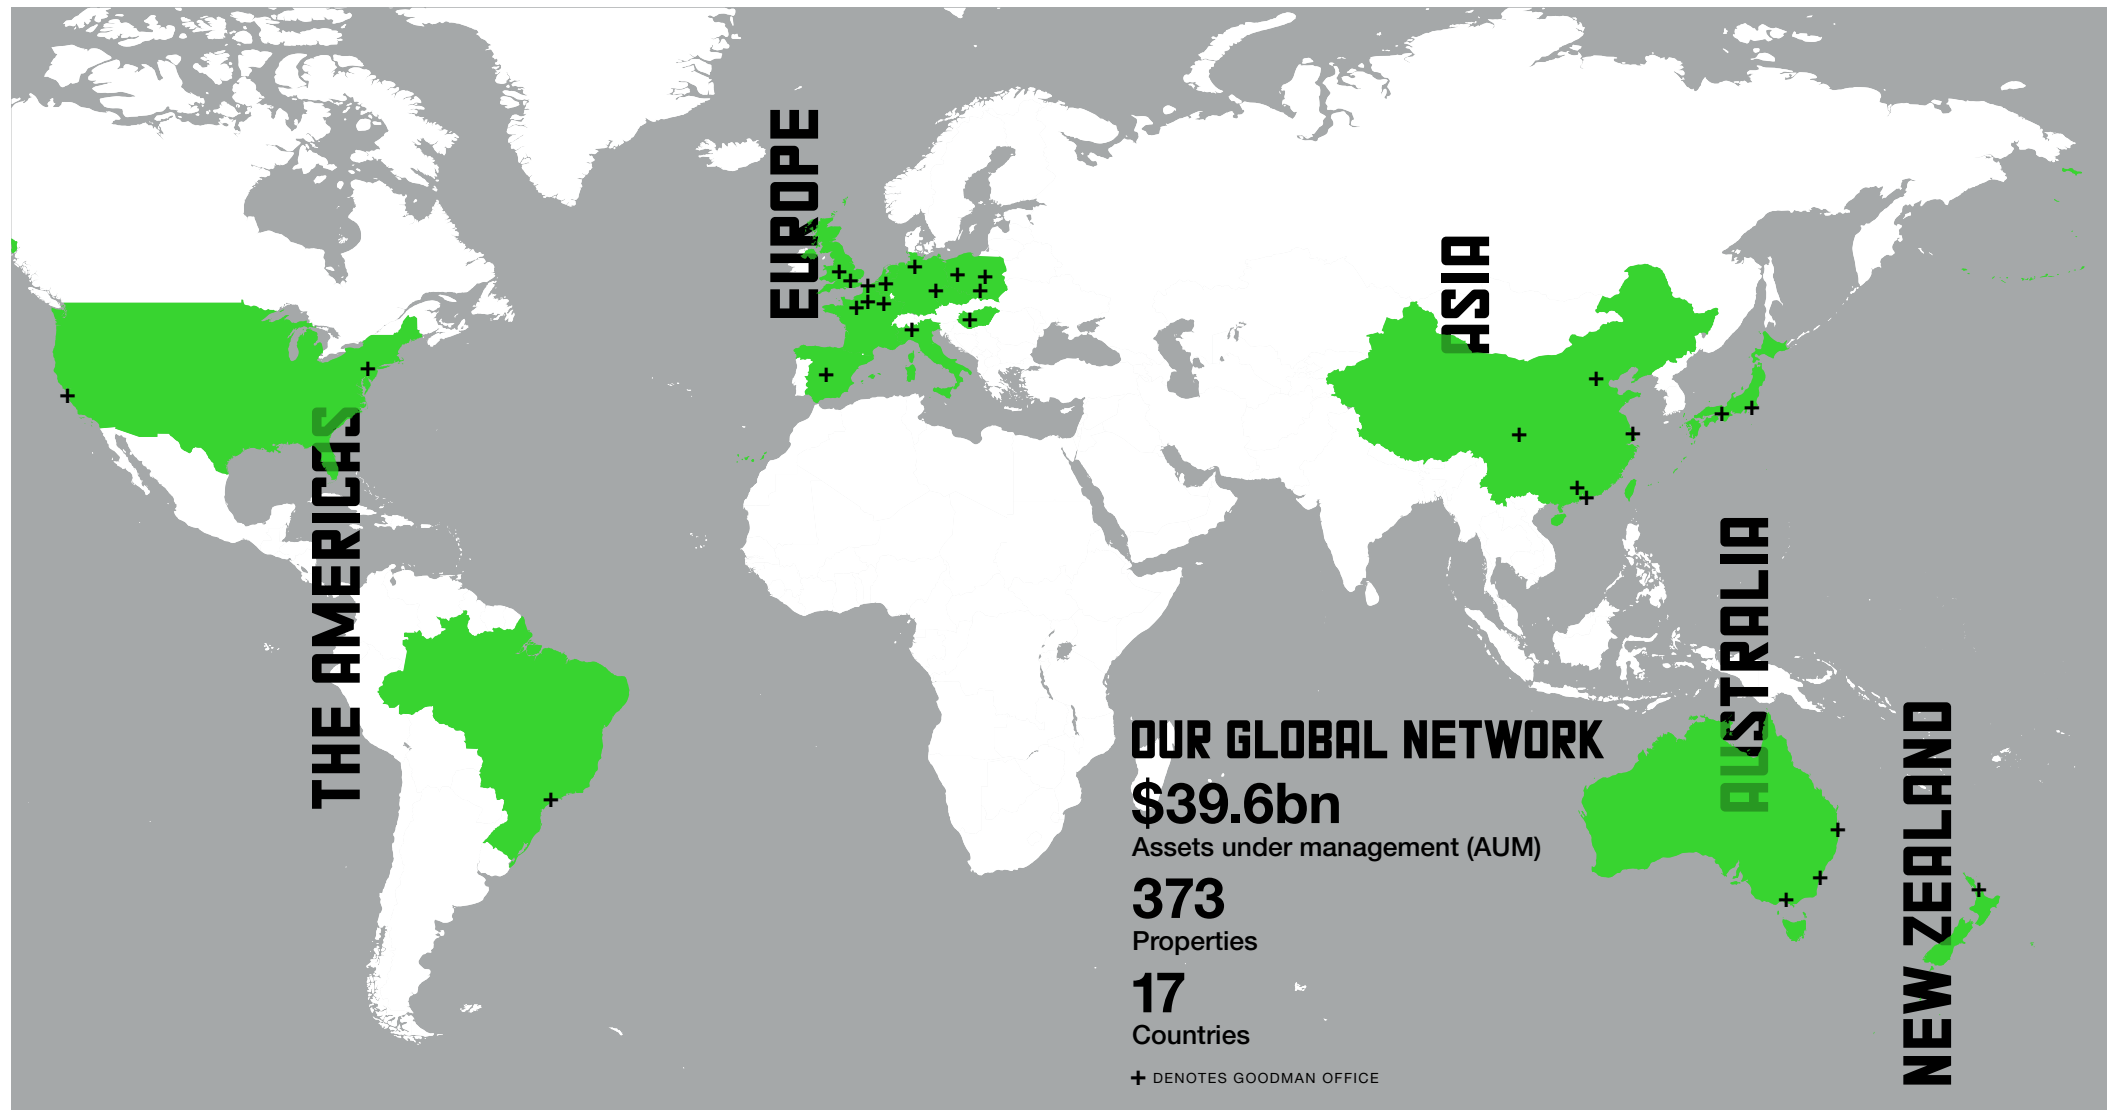 EUROPE
ASIA
THE AMERICAS
AUSTRALIA
NEW ZEALAND
OUR GLOBAL NETWORK
$39.6bn
Assets under management (AUM)
373
Properties
17
Countries
+ DENOTES GOODMAN OFFICE